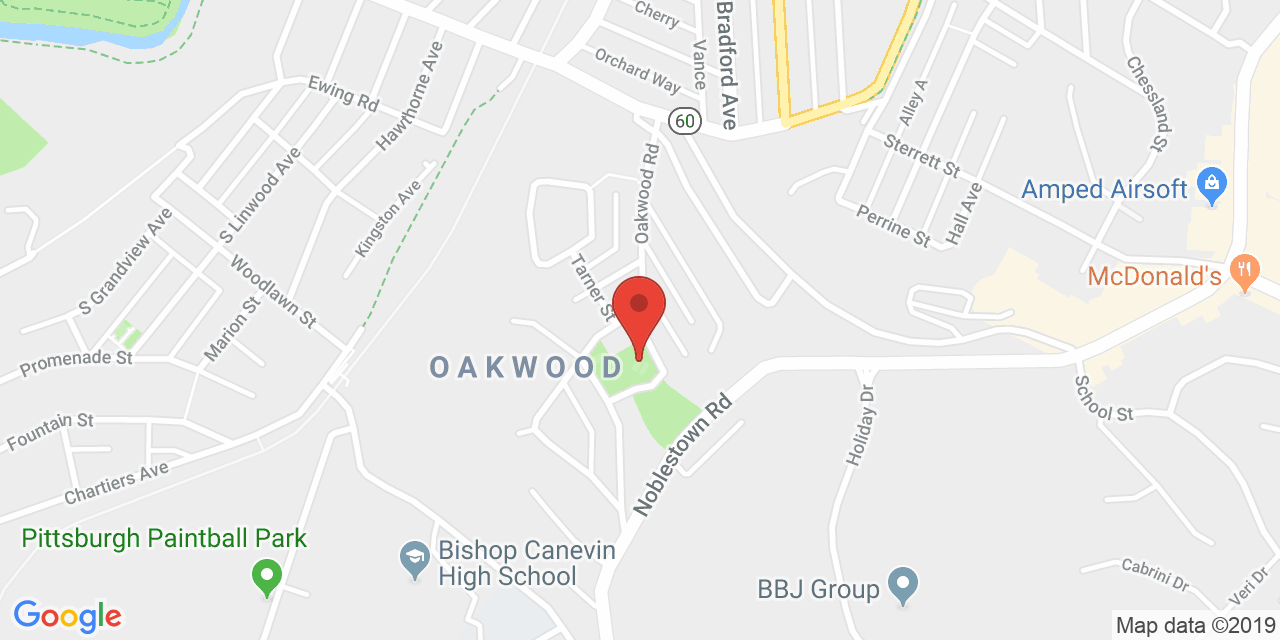 Cherry
Vance
Bradford Ave
Orchard Way
Ewing Rd
Hawthorne Ave
60
Alley A
Chessland St
Sterrett St
Oakwood Rd
S Linwood Ave
Kingston Ave
Amped Airsoft
Perrine St
Hall Ave
S Grandview Ave
Woodlawn St
Tarner St
McDonald's
Marion St
Promenade St
OAKWOOD
School St
Holiday Dr
Fountain St
Noblestown Rd
Chartiers Ave
Pittsburgh Paintball Park
Bishop Canevin
High School
BBJ Group
Cabrini Dr
Veri Dr
Google
Map data ©2019